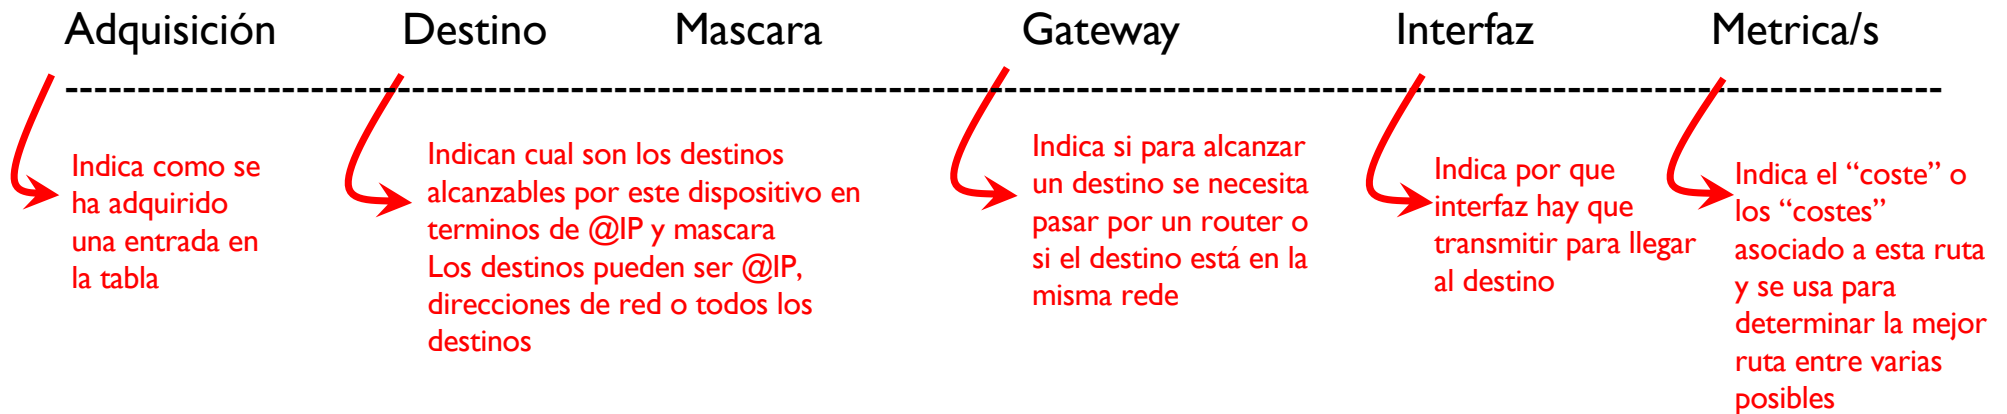 Adquisición Destino Mascara Gateway Interfaz Metrica/s
Indica como se
ha adquirido
una entrada en
la tabla
Indican cual son los destinos
alcanzables por este dispositivo en
terminos de @IP y mascara
Los destinos pueden ser @IP,
direcciones de red o todos los
destinos
Indica si para alcanzar
un destino se necesita
pasar por un router o
si el destino está en la
misma rede
Indica por que
interfaz hay que
transmitir para llegar
al destino
Indica el “coste” o
los “costes”
asociado a esta ruta
y se usa para
determinar la mejor
ruta entre varias
posibles